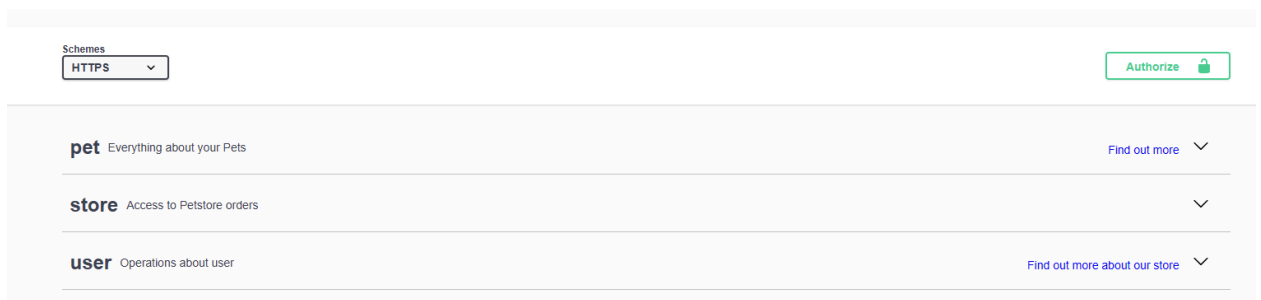 Schemes
HTTPS
Authorize
pet Everything about your Pets Find out more
store Access to Petstore orders
user Operations about user Find out more about our store